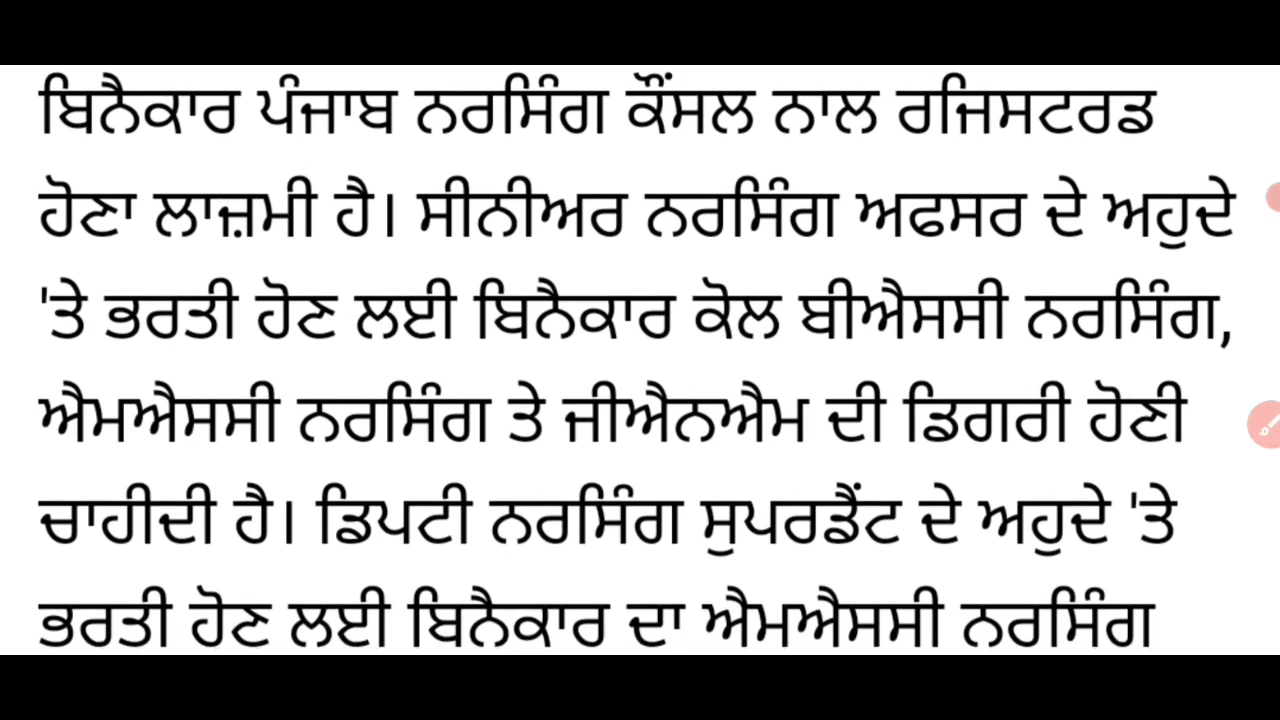 ਬਿਨੈਕਾਰ ਪੰਜਾਬ ਨਰਸਿੰਗ ਕੌਂਸਲ ਨਾਲ ਰਜਿਸਟਰਡ
ਹੋਣਾ ਲਾਜ਼ਮੀ ਹੈ। ਸੀਨੀਅਰ ਨਰਸਿੰਗ ਅਫਸਰ ਦੇ ਅਹੁਦੇ
'ਤੇ ਭਰਤੀ ਹੋਣ ਲਈ ਬਿਨੈਕਾਰ ਕੋਲ ਬੀਐਸਸੀ ਨਰਸਿੰਗ,
ਐਮਐਸਸੀ ਨਰਸਿੰਗ ਤੇ ਜੀਐਨਐਮ ਦੀ ਡਿਗਰੀ ਹੋਣੀ
ਚਾਹੀਦੀ ਹੈ। ਡਿਪਟੀ ਨਰਸਿੰਗ ਸੁਪਰਡੈਂਟ ਦੇ ਅਹੁਦੇ 'ਤੇ
ਭਰਤੀ ਹੋਣ ਲਈ ਬਿਨੈਕਾਰ ਦਾ ਐਮਐਸਸੀ ਨਰਸਿੰਗ